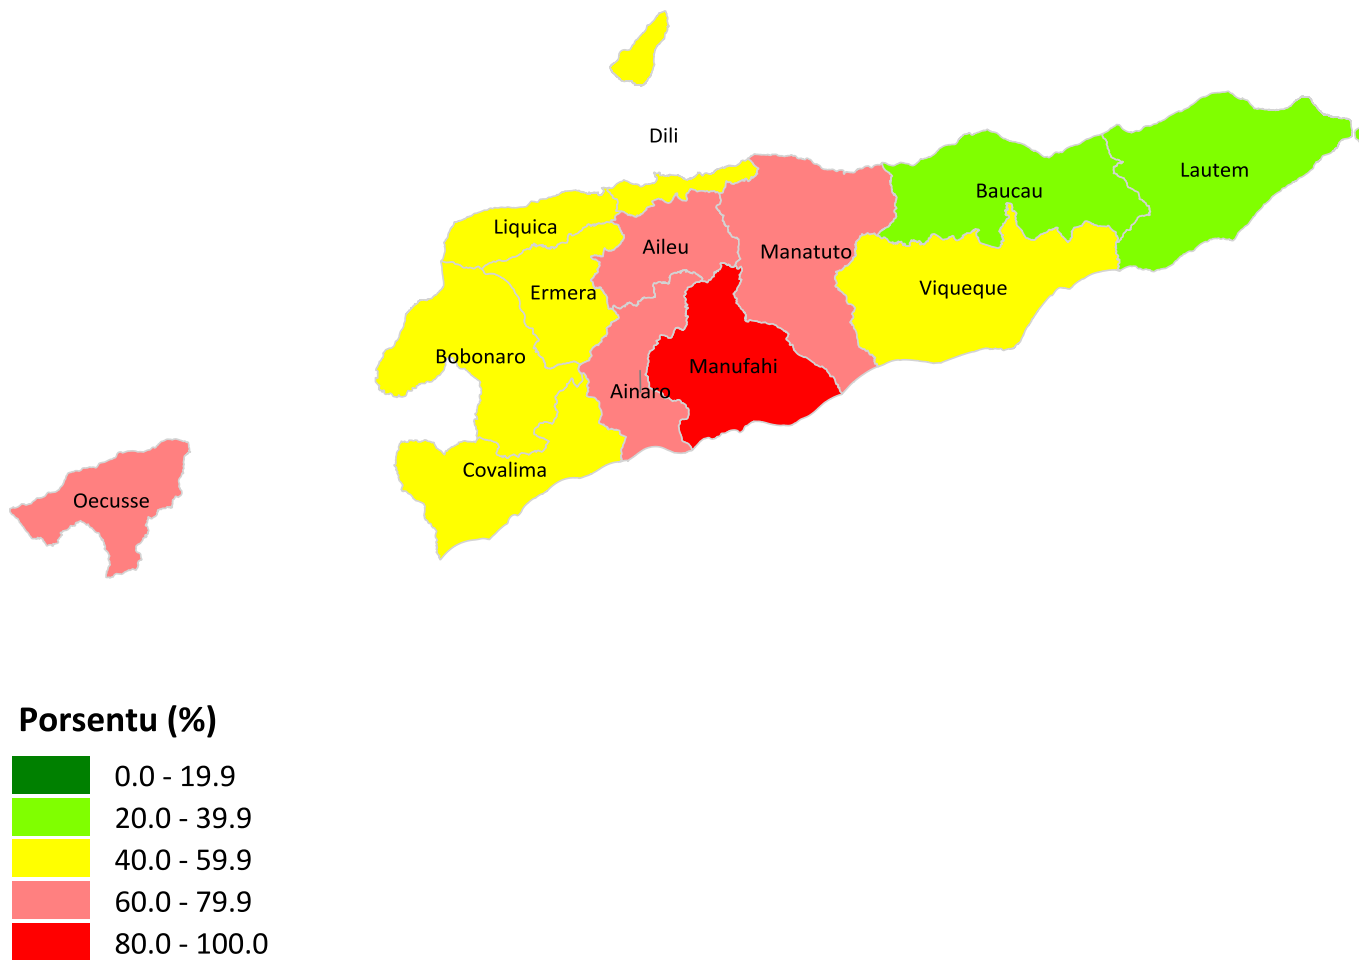 Dili
Lautem
Baucau
Liquica
Aileu
Manatuto
Ermera
Viqueque
Bobonaro
Manufahi
Ainaro
Covalima
Oecusse
Porsentu (%)
0.0 - 19.9
20.0 - 39.9
40.0 - 59.9
60.0 - 79.9
80.0 - 100.0